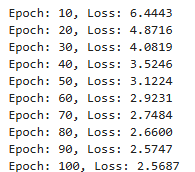 Epoch: 10, Loss: 6.4443
Epoch: 20, Loss: 4.8716
Epoch: 30, Loss: 4.0819
Epoch: 40, Loss: 3.5246
Epoch: 50, Loss: 3.1224
Epoch: 60, Loss: 2.9231
Epoch: 70, Loss: 2.7484
Epoch: 80, Loss: 2.6600
Epoch: 90, Loss: 2.5747
Epoch: 100, Loss: 2.5687